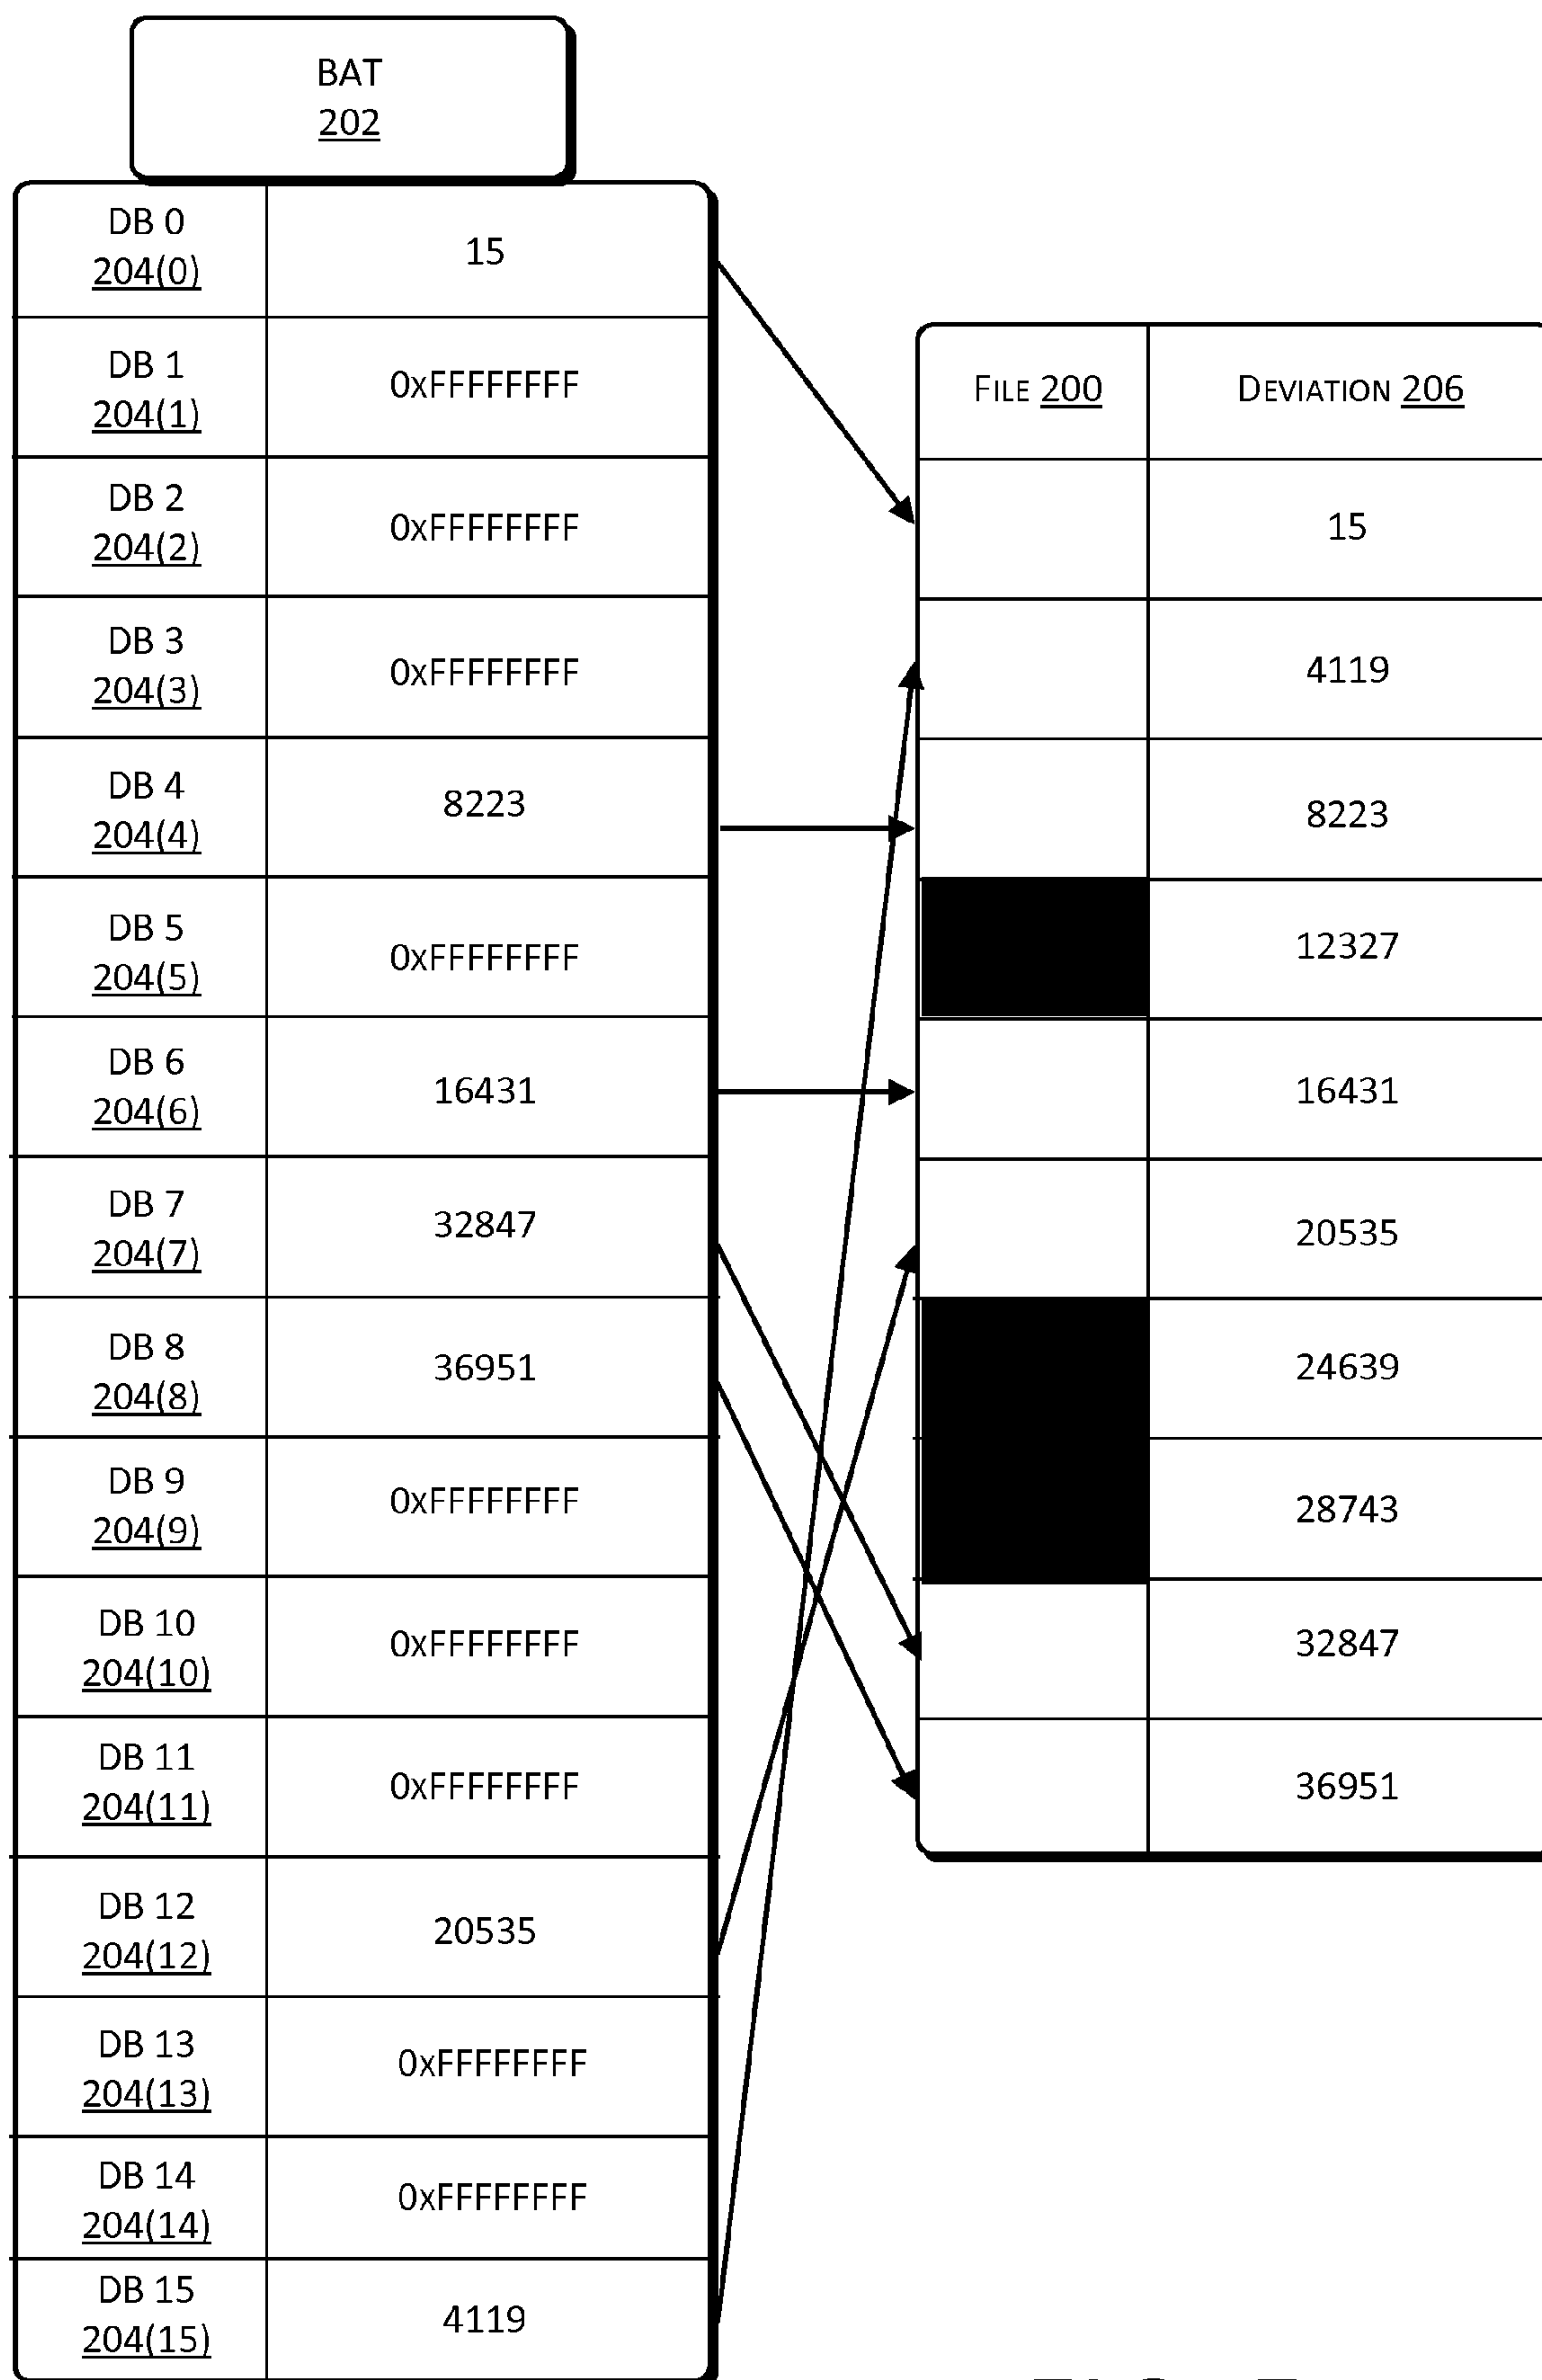 BAT
202
DB 0
204(0)
15
DB 1
204(1)
0xFFFFFFFF
DB 2
204(2)
0xFFFFFFFF
DB 3
204(3)
0xFFFFFFFF
DB 4
204(4)
8223
DB 5
204(5)
0xFFFFFFFF
DB 6
204(6)
16431
DB 7
204(7)
32847
DB 8
204(8)
36951
DB 9
204(9)
0xFFFFFFFF
DB 10
204(10)
0xFFFFFFFF
DB 11
204(11)
0xFFFFFFFF
DB 12
204(12)
20535
DB 13
204(13)
0xFFFFFFFF
DB 14
204(14)
0xFFFFFFFF
DB 15
204(15)
4119
FILE 200 DEVIATION 206
15
4119
8223
12327
16431
20535
24639
28743
32847
36951